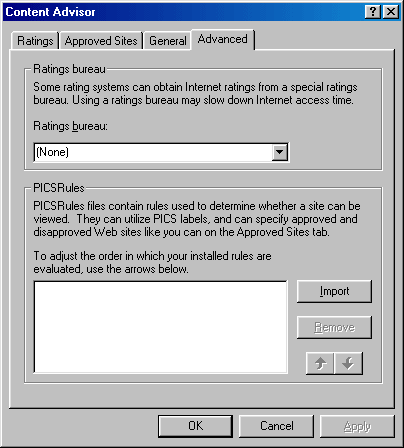 Content Advisor
Ratings Approved Sites General Advanced
Ratings bureau
Some rating systems can obtain Internet ratings from a special ratings
bureau. Using a ratings bureau may slow down Internet access time.
Ratings bureau:
(None)
PICSRules
PICSRules files contain rules used to determine whether a site can be
viewed. They can utilize PICS labels, and can specify approved and
disapproved Web sites like you can on the Approved Sites tab.
To adjust the order in which your installed rules are
evaluated, use the arrows below.
Import
Remove
OK Cancel Apply